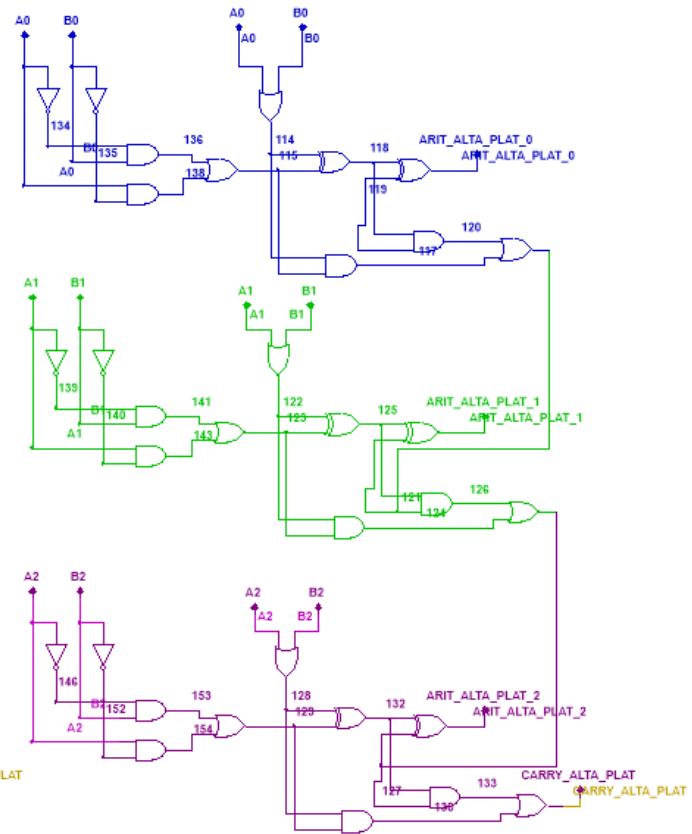 A0 B0 A0 B0
A0 B0
134 B0 135 136 114 118 ARIT_ALTA_PLAT_0
115 ARIT_ALTA_PLAT_0
A0 138 119
117 120
A1 B1 A1 B1
A1 B1
139 B1 140 141 122 125 ARIT_ALTA_PLAT_1
123 ARIT_ALTA_PLAT_1
A1 143
121 124 126
A2 B2 A2 B2
A2 B2
146 B2 152 153 128 132 ARIT_ALTA_PLAT_2
129 ARIT_ALTA_PLAT_2
A2 154
LAT 133 CARRY_ALTA_PLAT
127 130 CARRY_ALTA_PLAT